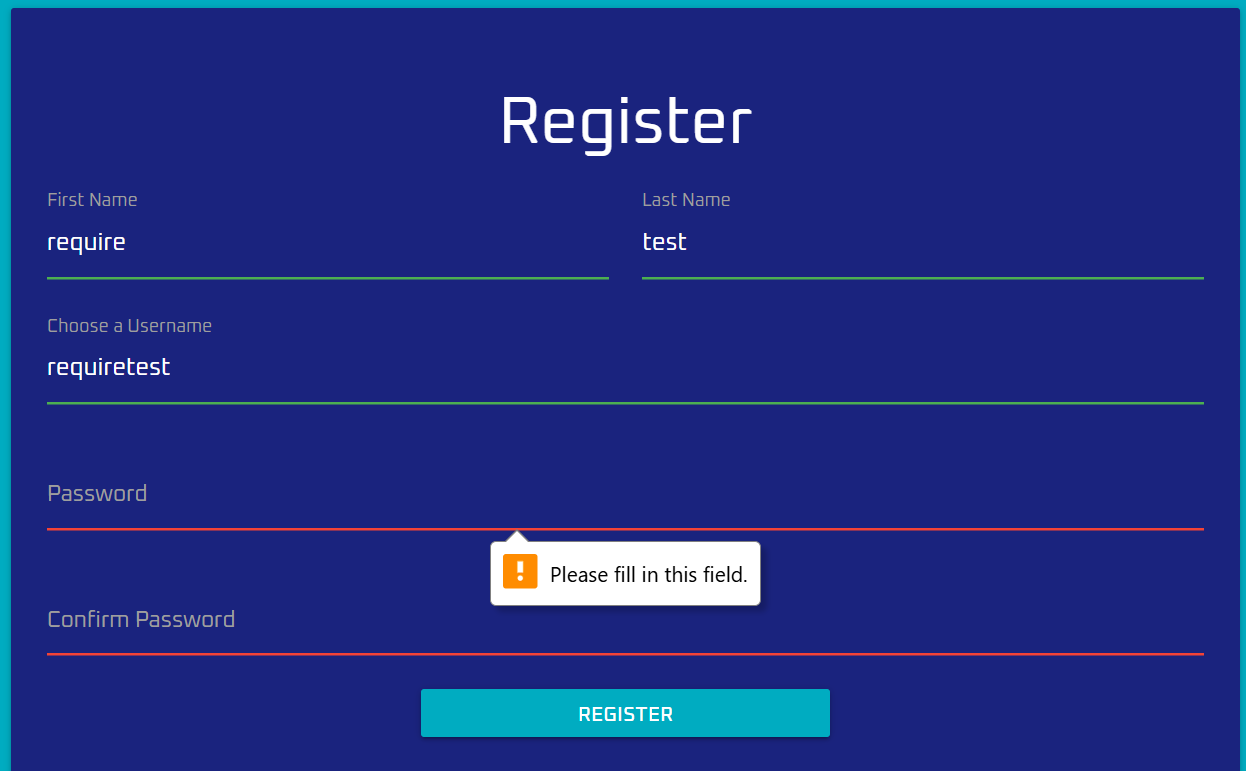 Register
First Name
Last Name
require
test
Choose a Username
requiretest
Password
Please fill in this field.
Confirm Password
REGISTER